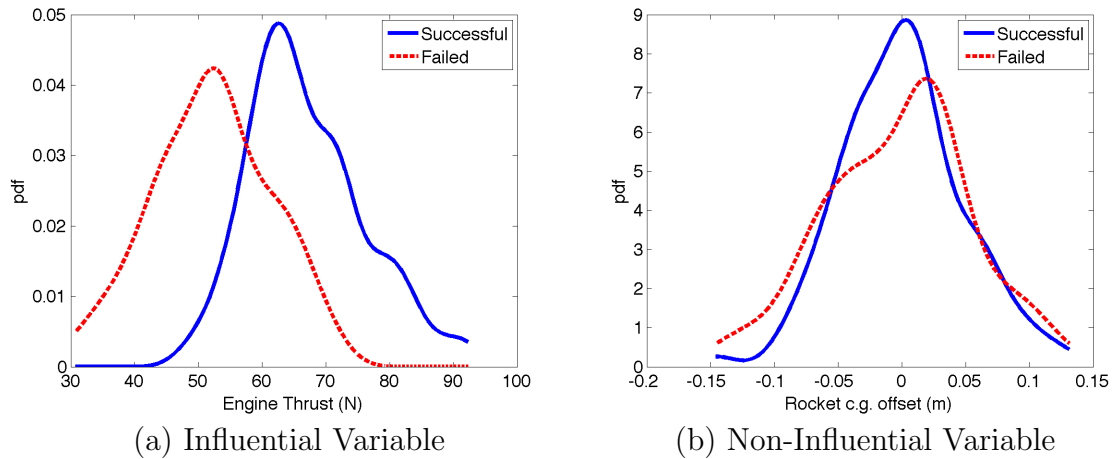 0.05
0.04
0.03
0.02
0.01
0
pdf
30 40 50 60 70 80 90 100
Engine Thrust (N)
Successful
Failed
(a) Influential Variable
9
8
7
6
5
4
3
2
1
0
pdf
-0.2 -0.15 -0.1 -0.05 0 0.05 0.1 0.15
Rocket c.g. offset (m)
Successful
Failed
(b) Non-Influential Variable